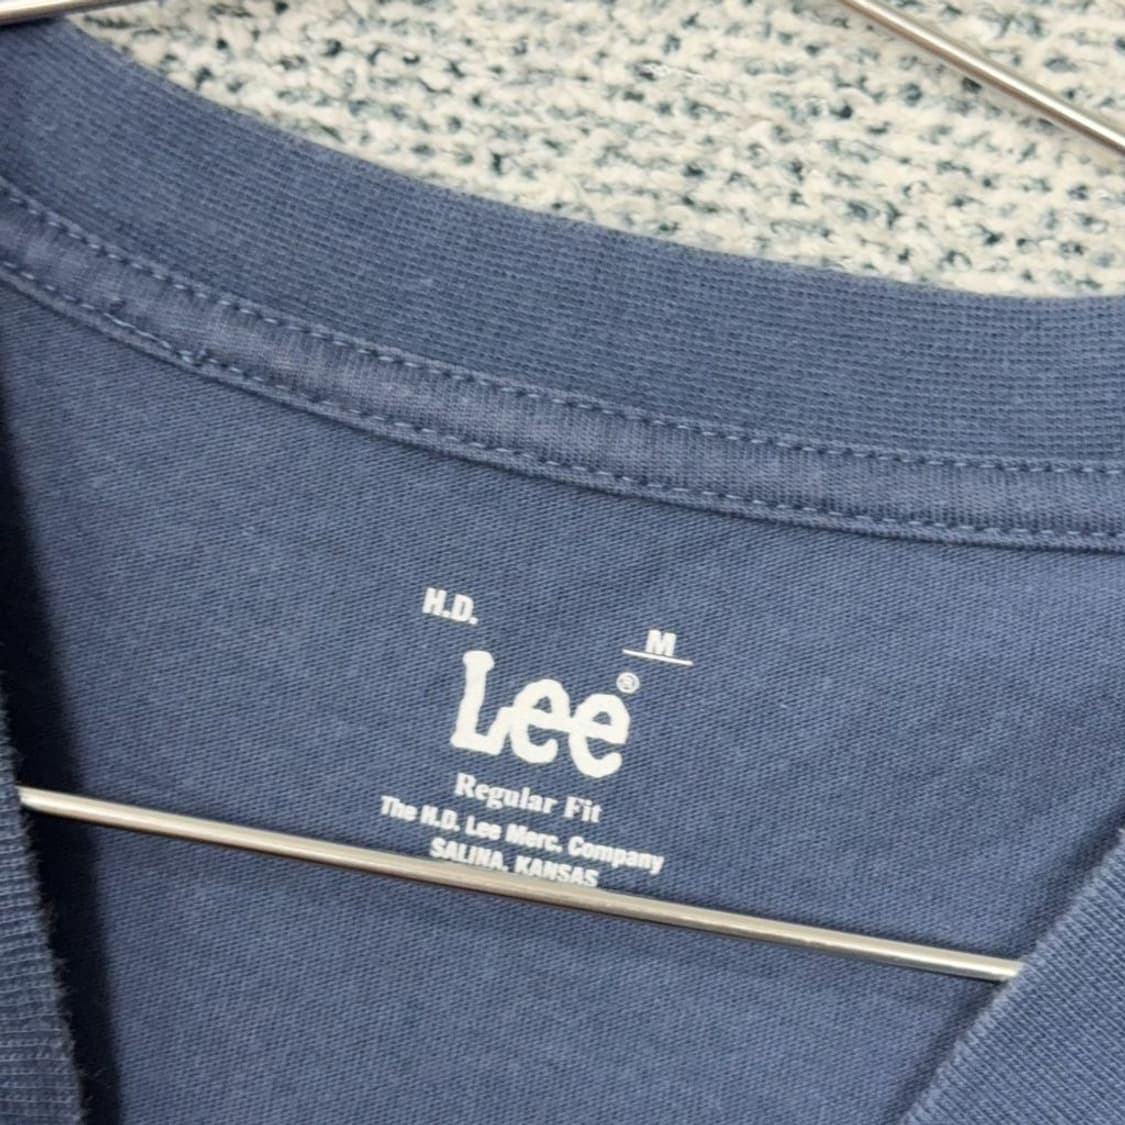 H.D.
M
Lee®
Regular Fit
The H.D. Lee Merc. Company
SALINA, KANSAS